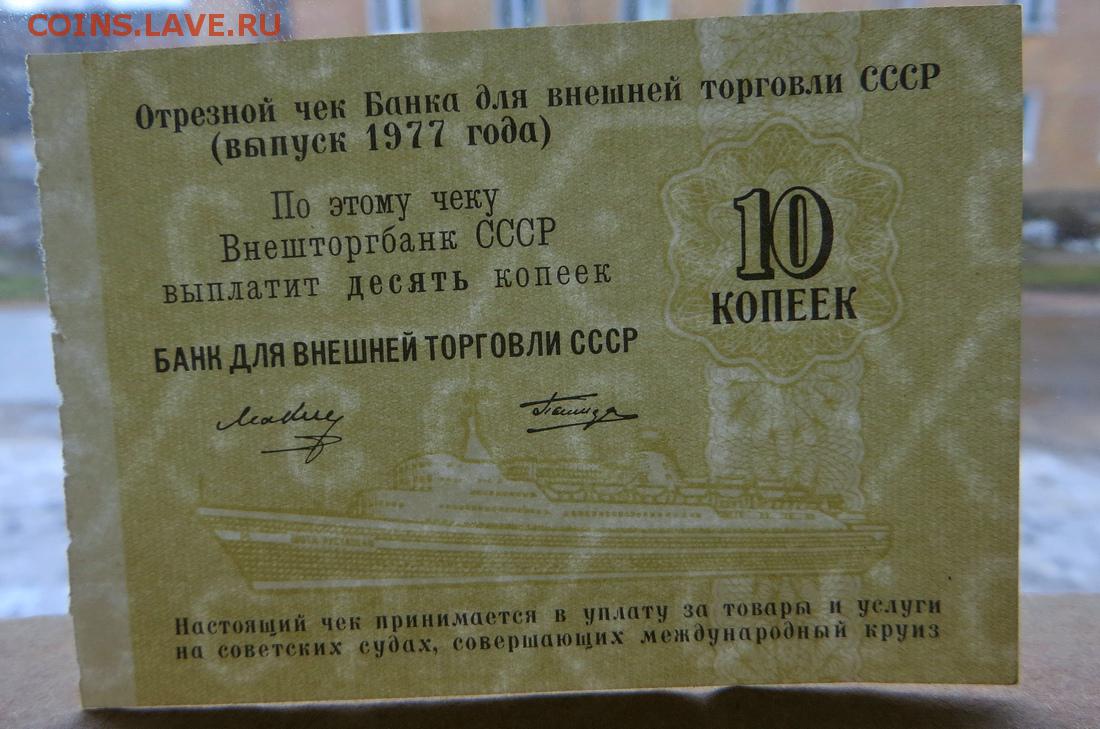 COINS.LAVE.RU
Отрезной чек Банка для внешней торговли СССР
(выпуск 1977 года)
По этому чеку
Внешторгбанк СССР
выплатит десять копеек
10
КОПЕЕК
БАНК ДЛЯ ВНЕШНЕЙ ТОРГОВЛИ СССР
Настоящий чек принимается в уплату за товары и услуги
на советских судах, совершающих международный круиз